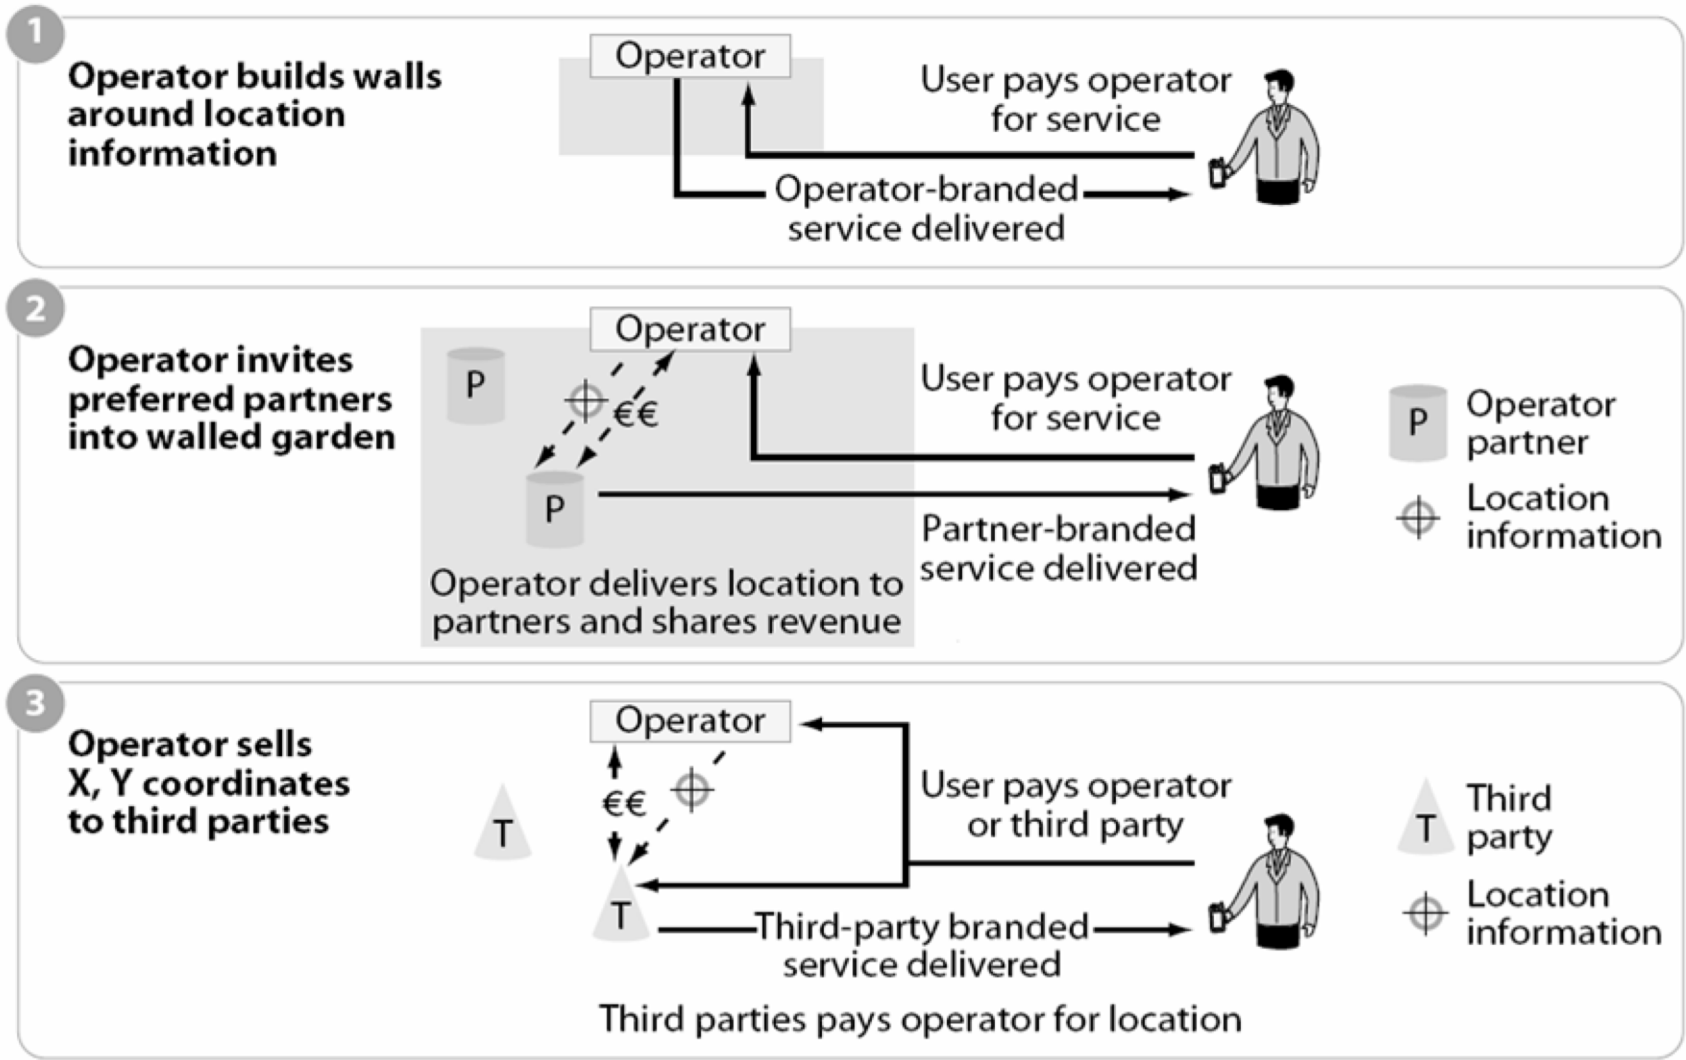 1
Operator builds walls
around location
information
Operator
User pays operator
for service
Operator-branded
service delivered
2
Operator invites
preferred partners
into walled garden
Operator
P
€€
P
Operator delivers location to
partners and shares revenue
User pays operator
for service
Partner-branded
service delivered
P
Operator
partner
Location
information
3
Operator sells
X, Y coordinates
to third parties
Operator
T
€€
T
User pays operator
or third party
Third-party branded
service delivered
Third parties pays operator for location
T
Third
party
Location
information